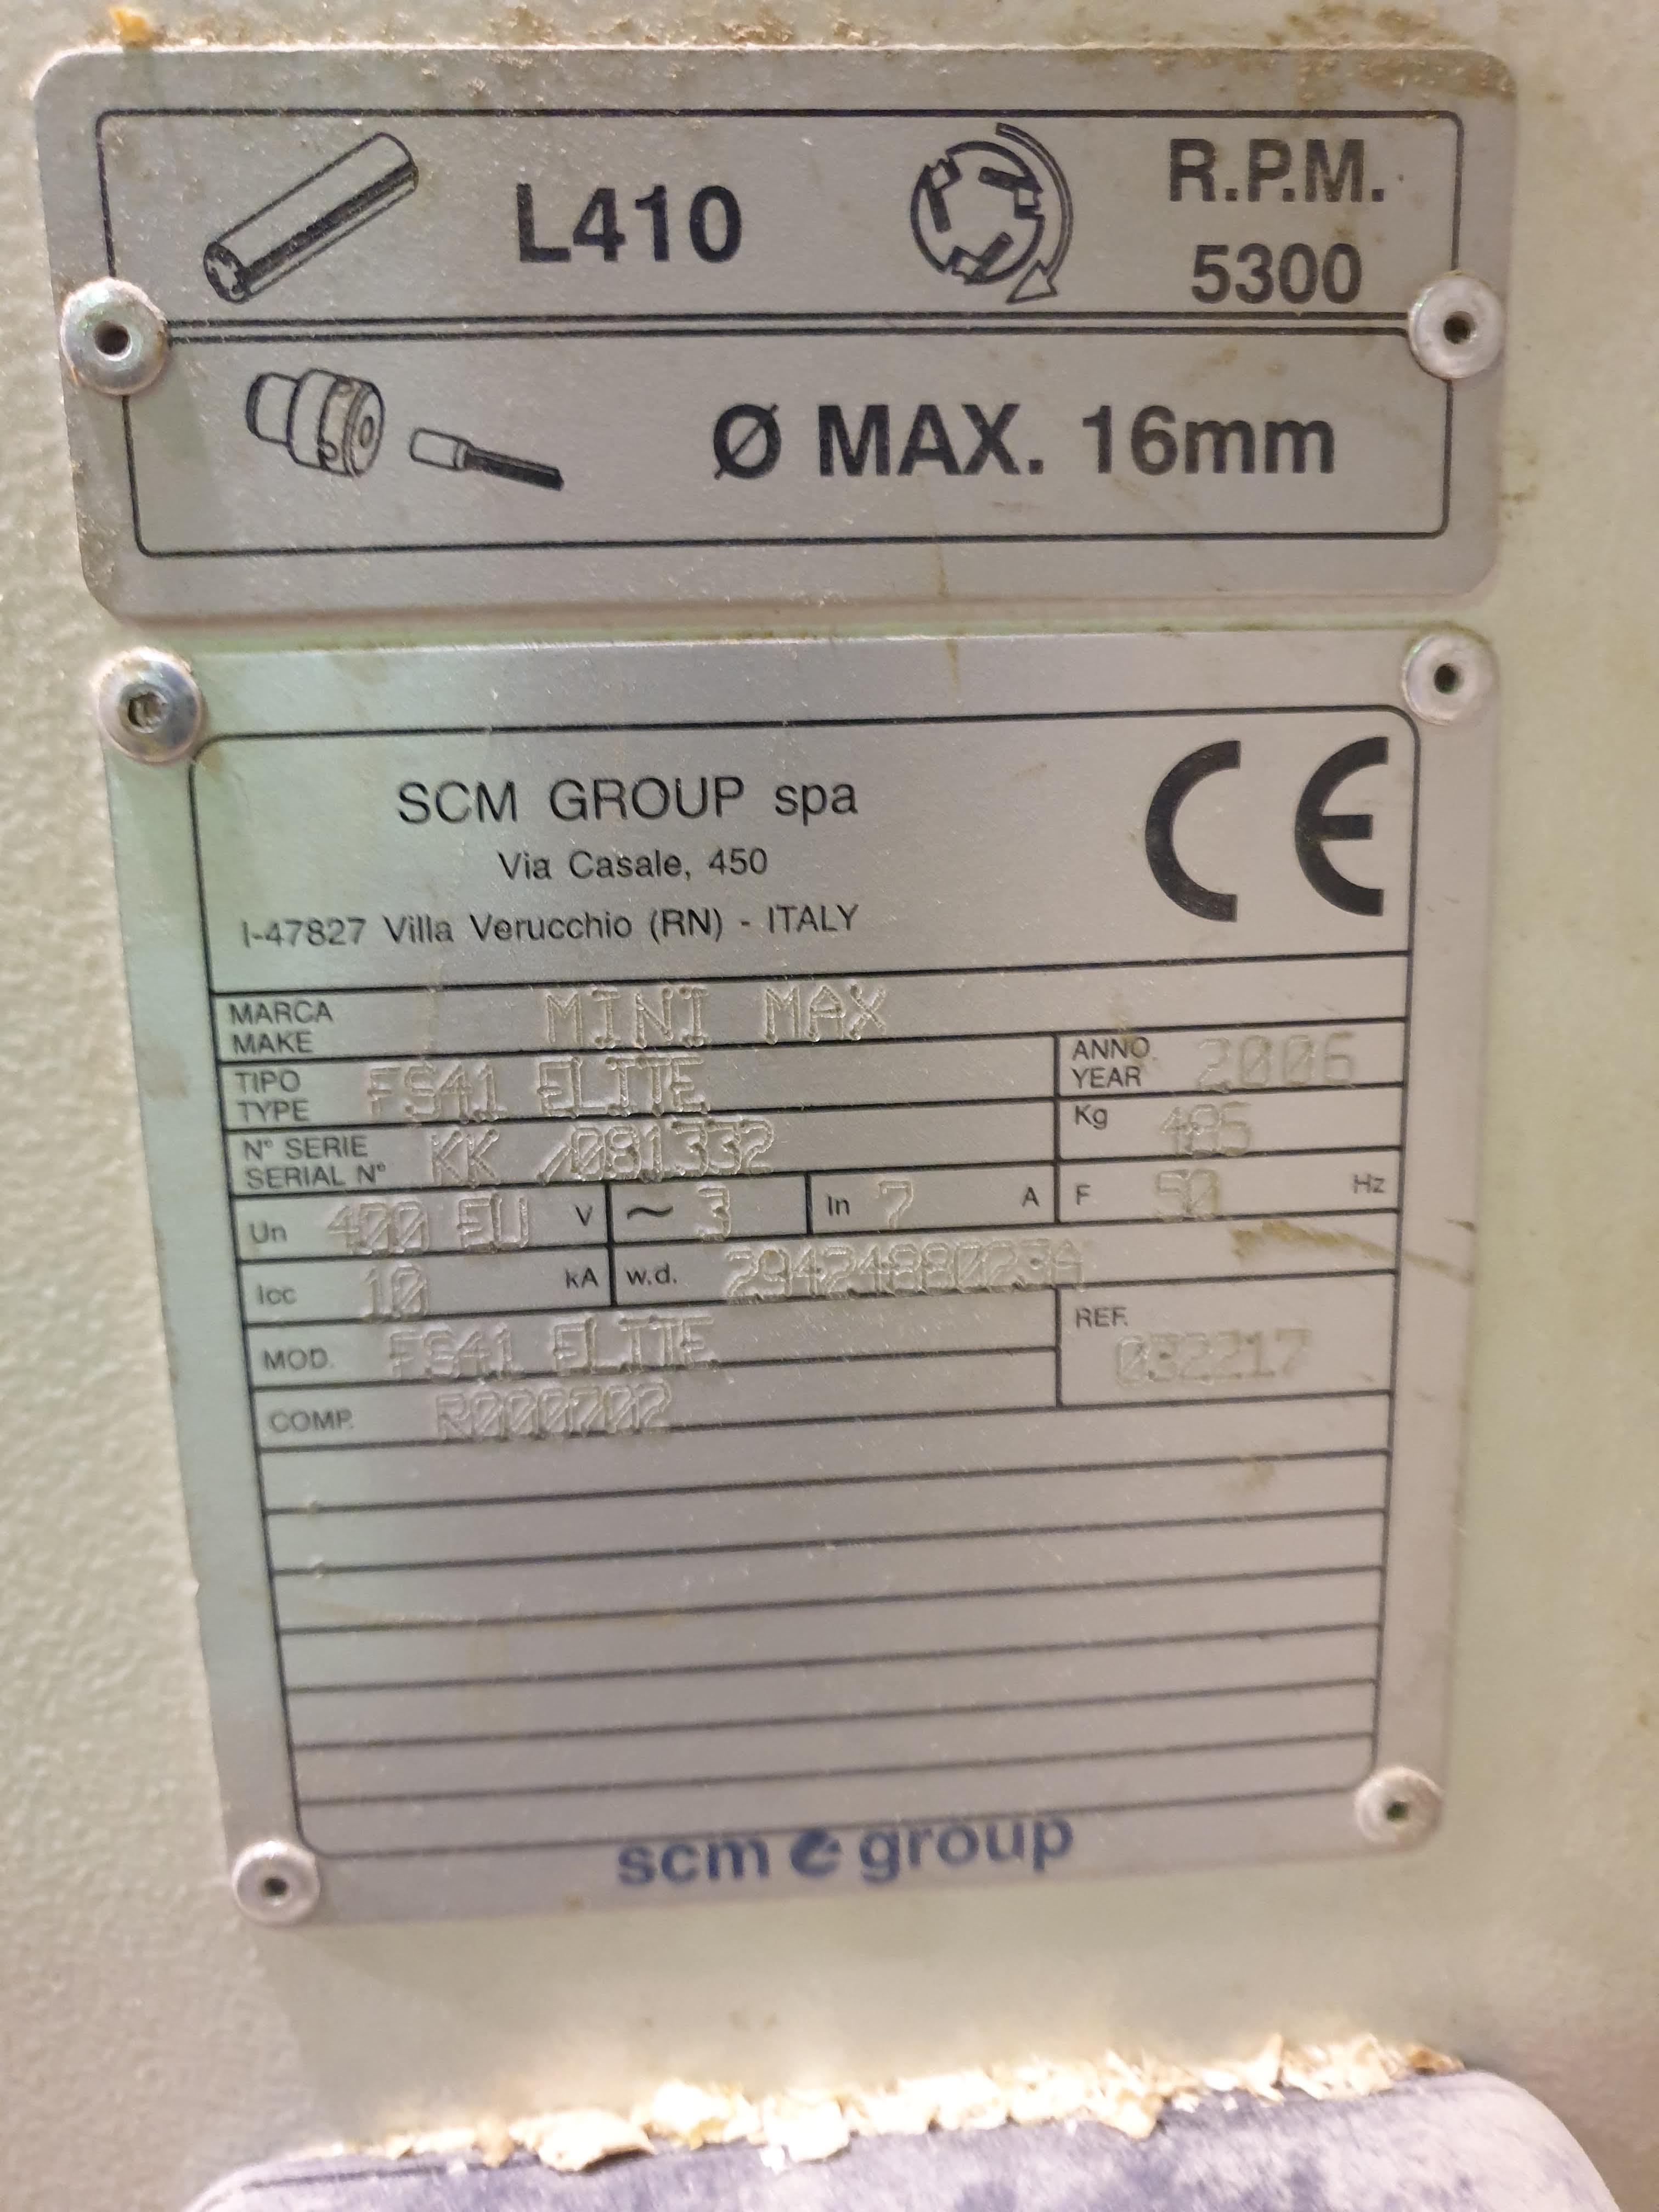 L410
R.P.M.
5300
Ø MAX. 16mm
SCM GROUP spa
CE
Via Casale, 450
I-47827 Villa Verucchio (RN) - ITALY
MARCA
MAKE
MINI MAX
TIPO
TYPE
FS41 ELITE
ANNO
YEAR
2006
N° SERIE
SERIAL N°
KK /081332
Kg 485
Un 400 EU V ~ 3 In 7 A F 50 Hz
Icc 10 kA w.d.
MOD. FS41 ELITE
REF.
032217
COMP. R000702
scm group